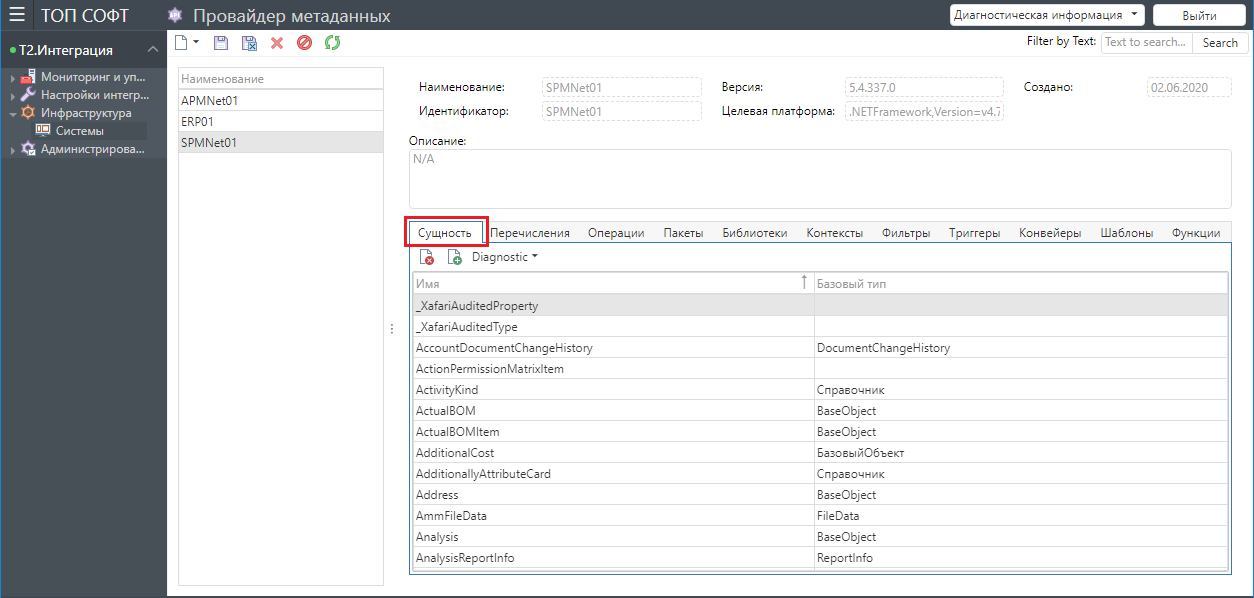 ТОП СОФТ
Провайдер метаданных
Диагностическая информация
Выйти
Т2.Интеграция
Filter by Text: Text to search... Search
Мониторинг и уп...
Настройки интегр...
Инфраструктура
Системы
Администрирова...
Наименование
APMNet01
ERP01
SPMNet01
Наименование: SPMNet01 Версия: 5.4.337.0 Создано: 02.06.2020
Идентификатор: SPMNet01 Целевая платформа: .NETFramework,Version=v4.7
Описание:
N/A
Сущность Перечисления Операции Пакеты Библиотеки Контексты Фильтры Триггеры Конвейеры Шаблоны Функции
Diagnostic
Имя Базовый тип
_XafariAuditedProperty
_XafariAuditedType
AccountDocumentChangeHistory DocumentChangeHistory
ActionPermissionMatrixItem
ActivityKind Справочник
ActualBOM BaseObject
ActualBOMItem BaseObject
AdditionalCost БазовыйОбъект
AdditionallyAttributeCard Справочник
Address BaseObject
AmmFileData FileData
Analysis BaseObject
AnalysisReportInfo ReportInfo